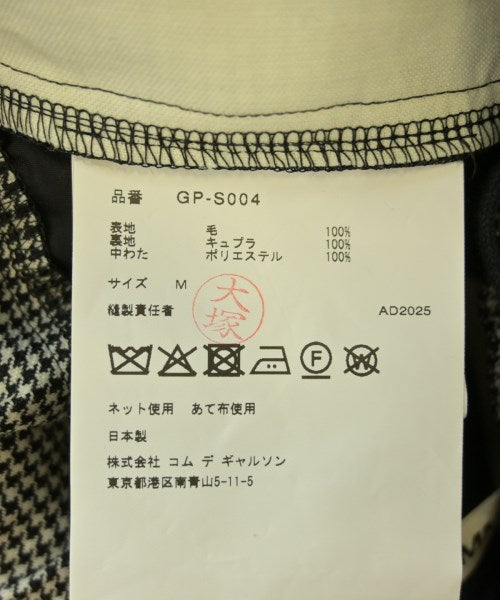 品番 GP-S004
表地 毛 100%
裏地 キュプラ 100%
中わた ポリエステル 100%
サイズ M
縫製責任者 大塚 AD2025
F W
ネット使用 あて布使用
日本製
株式会社 コム デ ギャルソン
東京都港区南青山5-11-5